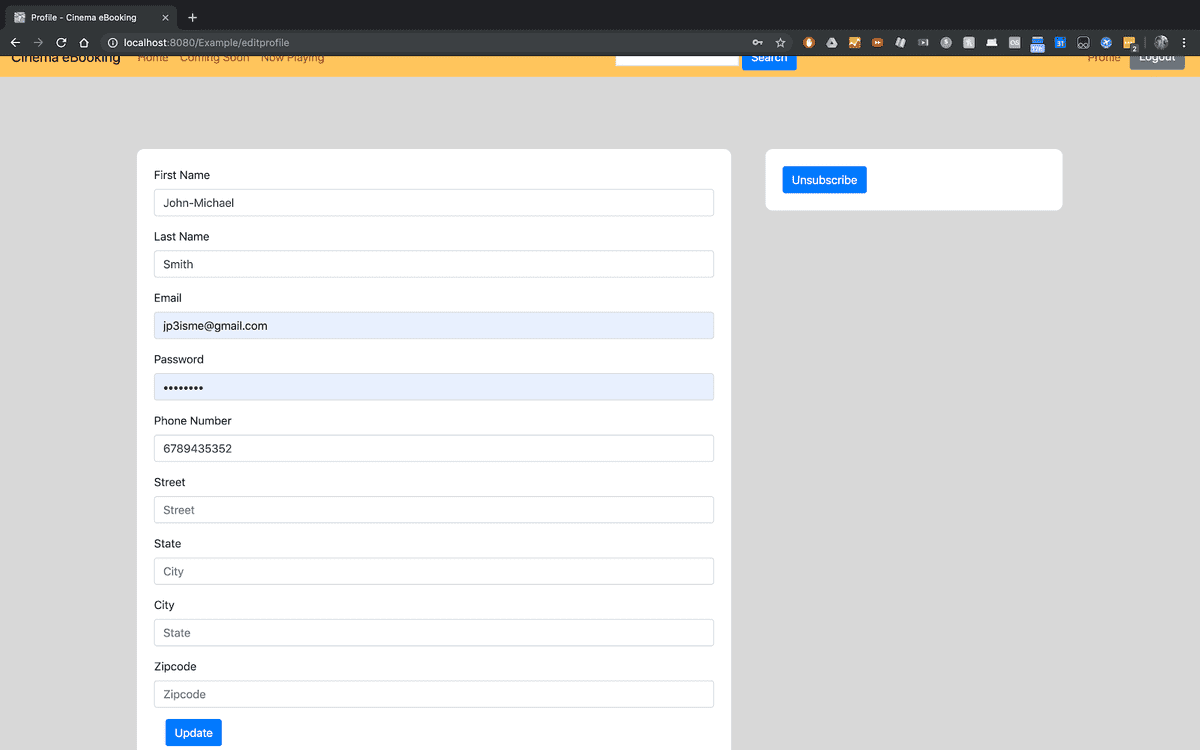 Profile - Cinema eBooking
localhost:8080/Example/editprofile
Cinema eBooking Home Coming Soon Now Playing Search Profile Logout
First Name
John-Michael
Unsubscribe
Last Name
Smith
Email
jp3isme@gmail.com
Password
••••••••
Phone Number
6789435352
Street
Street
State
City
City
State
Zipcode
Zipcode
Update